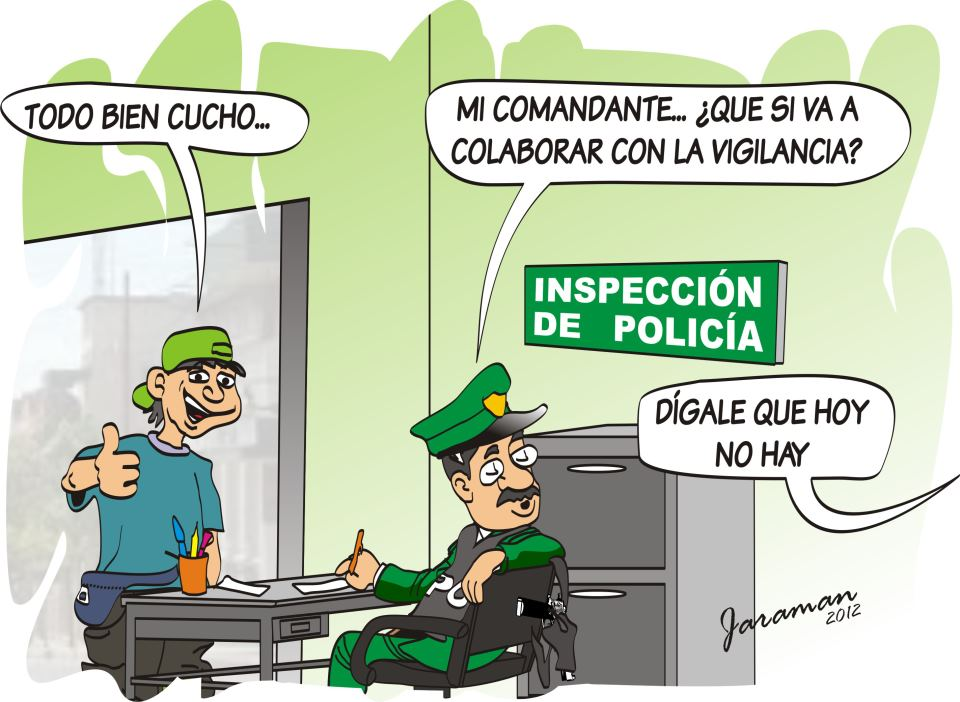 TODO BIEN CUCHO...
MI COMANDANTE... ¿QUE SI VA A
COLABORAR CON LA VIGILANCIA?
INSPECCIÓN
DE POLICÍA
DÍGALE QUE HOY
NO HAY
PO
Jaraman
2012